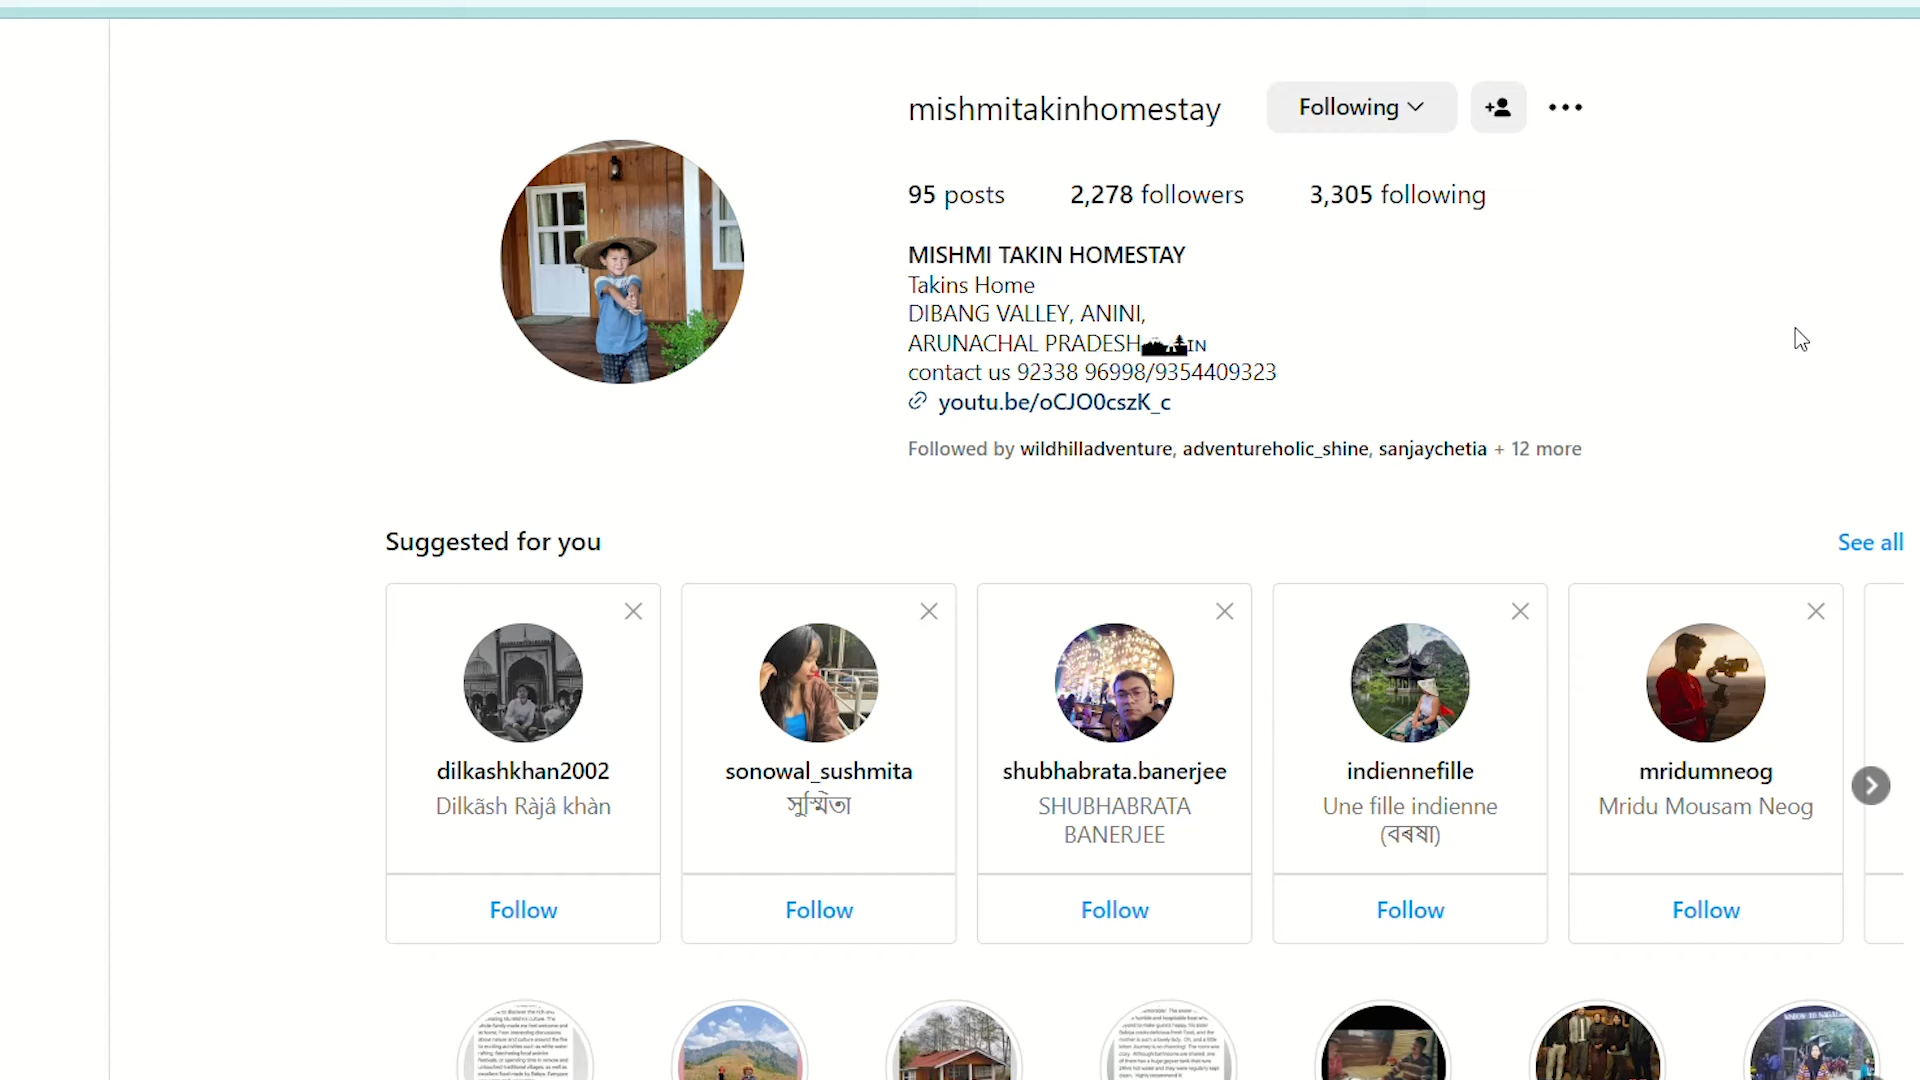 mishmitakinhomestay
Following
95 posts
2,278 followers
3,305 following
MISHMI TAKIN HOMESTAY
Takins Home
DIBANG VALLEY, ANINI,
ARUNACHAL PRADESH🏔️🏕️🌲IN
contact us 92338 96998/9354409323
youtu.be/oCJO0cszK_c
Followed by wildhilladventure, adventureholic_shine, sanjaychetia + 12 more
Suggested for you
See all
dilkashkhan2002
Dilkãsh Ràjâ khàn
Follow
sonowal_sushmita
সুস্মিতা
Follow
shubhabrata.banerjee
SHUBHABRATA
BANERJEE
Follow
indiennefille
Une fille indienne
(বৰষা)
Follow
mridumneog
Mridu Mousam Neog
Follow